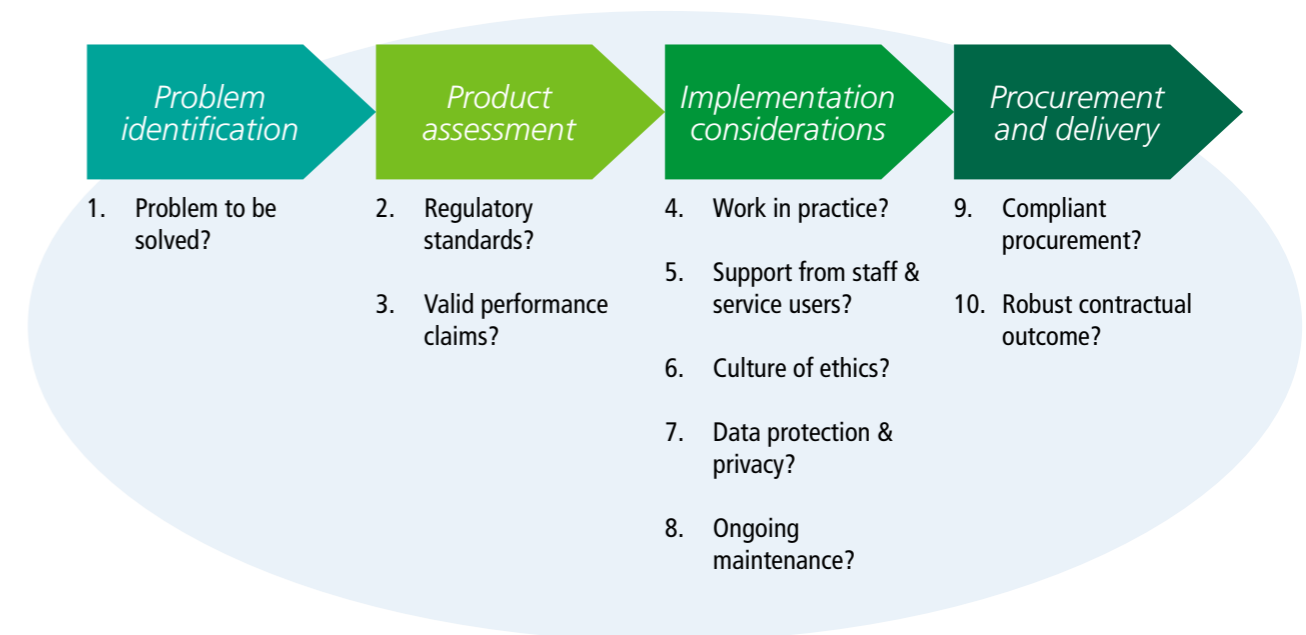 Problem
identification
Product
assessment
Implementation
considerations
Procurement
and delivery
1. Problem to be
solved?
2. Regulatory
standards?
3. Valid performance
claims?
4. Work in practice?
5. Support from staff &
service users?
6. Culture of ethics?
7. Data protection &
privacy?
8. Ongoing
maintenance?
9. Compliant
procurement?
10. Robust contractual
outcome?